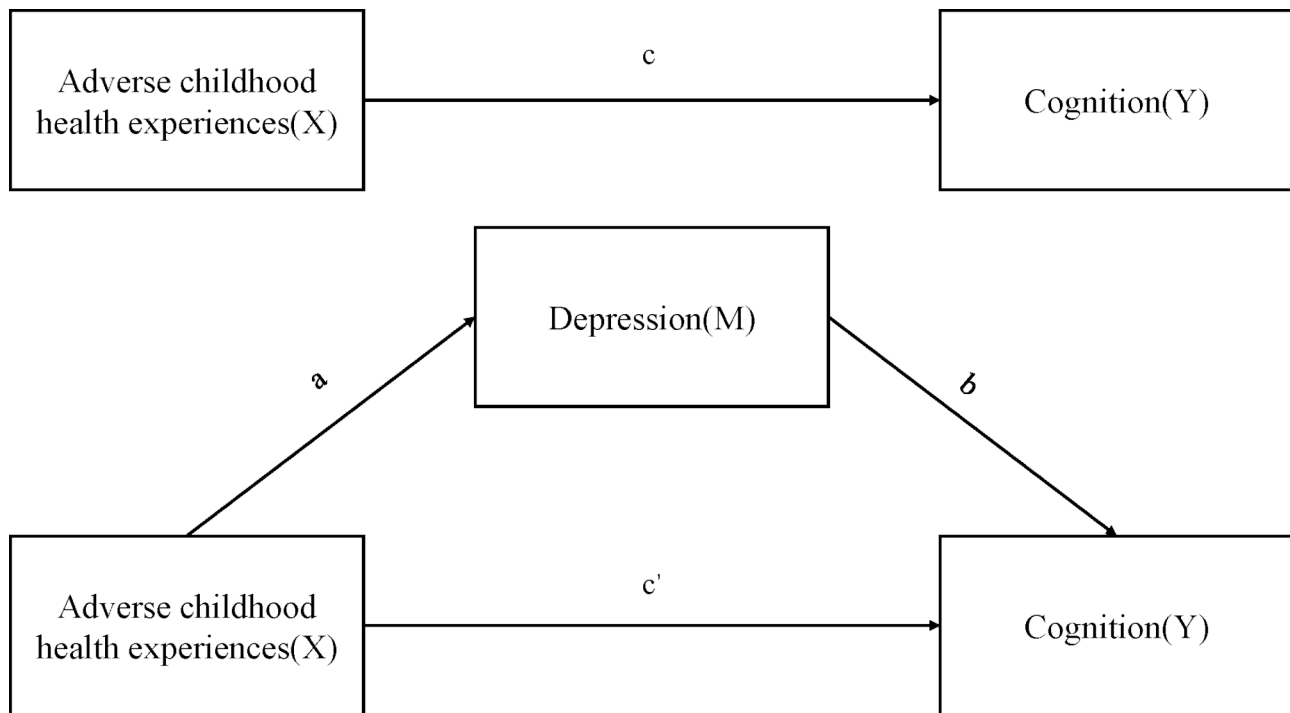 c
Adverse childhood
health experiences(X)
Cognition(Y)
Depression(M)
a
b
c'
Adverse childhood
health experiences(X)
Cognition(Y)